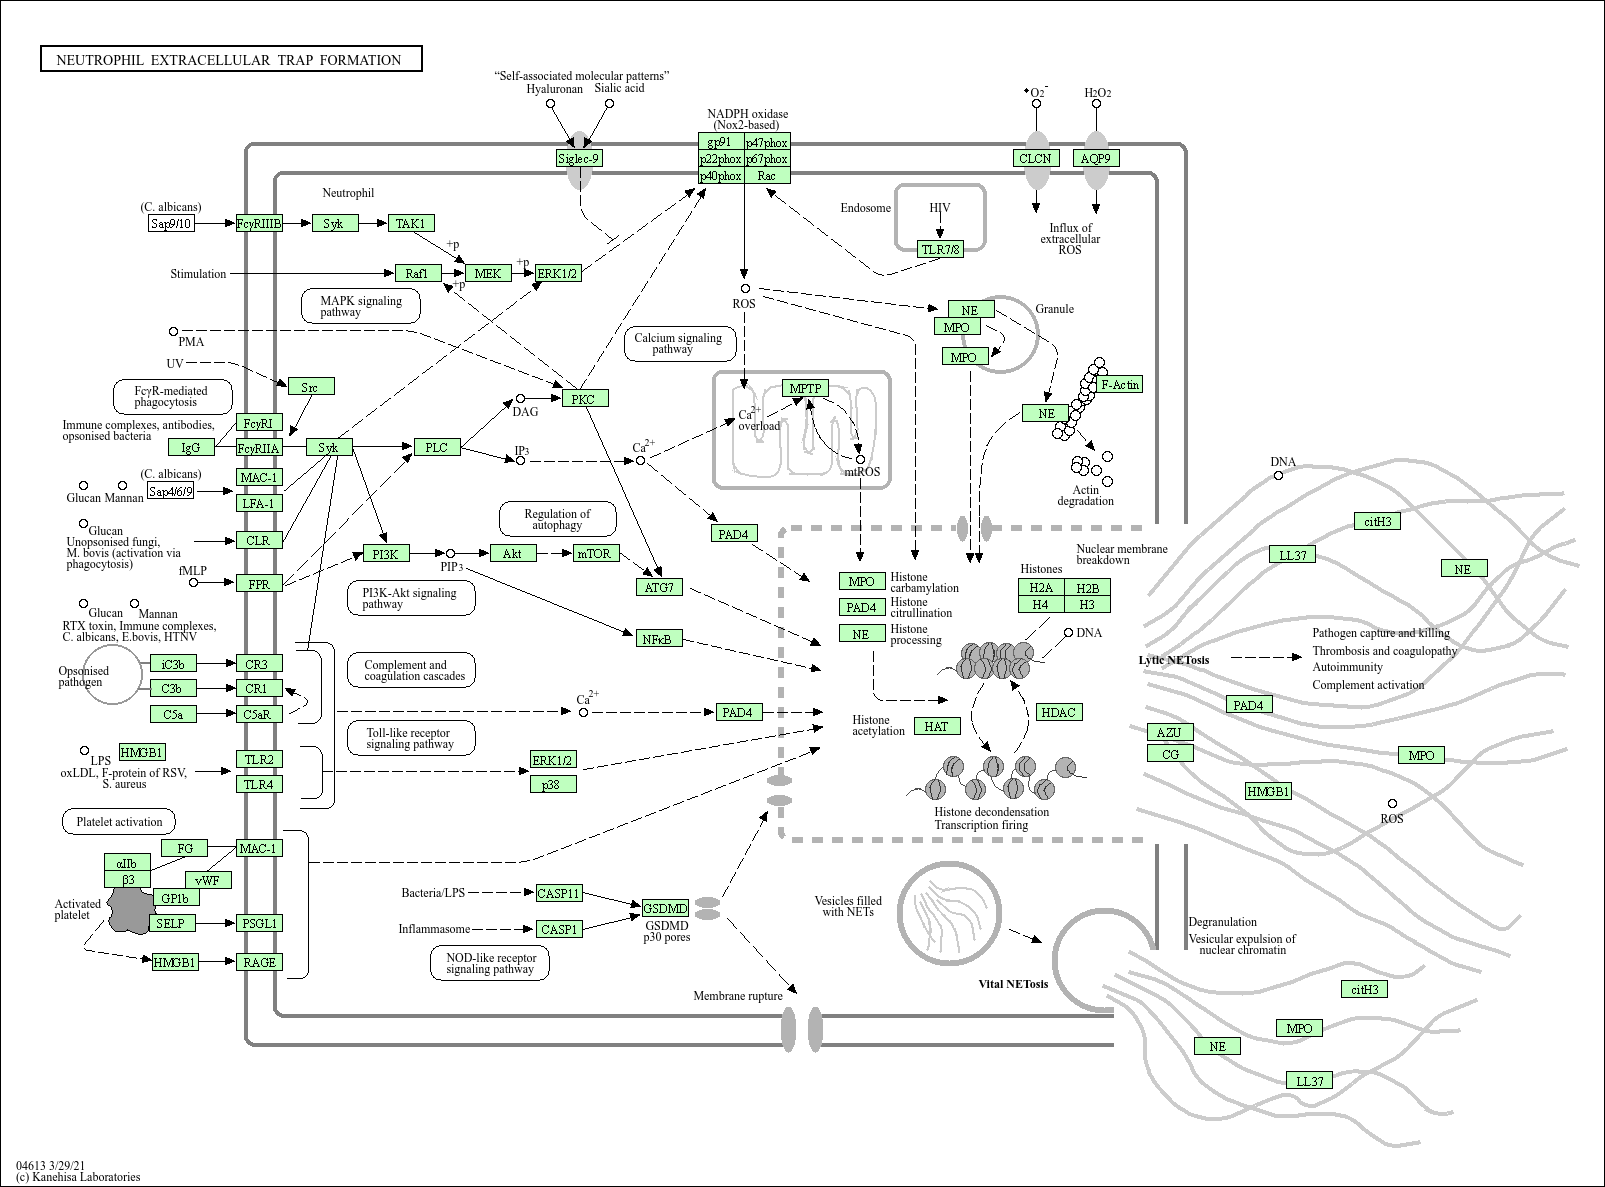 NEUTROPHIL EXTRACELLULAR TRAP FORMATION
“Self-associated molecular patterns”
Hyaluronan
Sialic acid
NADPH oxidase
(Nox2-based)
•O2-
H2O2
gp91
p47phox
p22phox
p67phox
p40phox
Rac
Siglec-9
CLCN
AQP9
Neutrophil
(C. albicans)
Sap9/10
FcγRIIIB
Syk
TAK1
Endosome
HIV
TLR7/8
Influx of
extracellular
ROS
+p
+p
+p
Stimulation
Raf1
MEK
ERK1/2
MAPK signaling
pathway
ROS
NE
MPO
MPO
Granule
PMA
Calcium signaling
pathway
UV
Src
FcγR-mediated
phagocytosis
PKC
DAG
MPTP
Ca2+
overload
mtROS
F-Actin
NE
Actin
degradation
Immune complexes, antibodies,
opsonised bacteria
FcγRI
IgG
FcγRIIA
Syk
PLC
IP3
Ca2+
(C. albicans)
MAC-1
Glucan
Mannan
Sap4/6/9
LFA-1
Regulation of
autophagy
PAD4
DNA
citH3
LL37
NE
Glucan
Unopsonised fungi,
M. bovis (activation via
phagocytosis)
CLR
PI3K
PIP3
Akt
mTOR
Nuclear membrane
breakdown
fMLP
FPR
ATG7
PI3K-Akt signaling
pathway
MPO
Histone
carbamylation
PAD4
Histone
citrullination
NE
Histone
processing
Histones
H2A
H2B
H4
H3
DNA
Glucan
Mannan
RTX toxin, Immune complexes,
C. albicans, E.bovis, HTNV
NFκB
Opsonised
pathogen
iC3b
CR3
C3b
CR1
C5a
C5aR
Complement and
coagulation cascades
Lytic NETosis
Pathogen capture and killing
Thrombosis and coagulopathy
Autoimmunity
Complement activation
Ca2+
PAD4
Histone
acetylation
HAT
HDAC
PAD4
AZU
CG
MPO
HMGB1
ROS
Toll-like receptor
signaling pathway
LPS
HMGB1
oxLDL, F-protein of RSV,
S. aureus
TLR2
TLR4
ERK1/2
p38
Histone decondensation
Transcription firing
Platelet activation
FG
MAC-1
αIIb
β3
vWF
GP1b
Activated
platelet
SELP
PSGL1
HMGB1
RAGE
Bacteria/LPS
CASP11
Inflammasome
CASP1
GSDMD
GSDMD
p30 pores
NOD-like receptor
signaling pathway
Membrane rupture
Vesicles filled
with NETs
Vital NETosis
Degranulation
Vesicular expulsion of
nuclear chromatin
citH3
MPO
NE
LL37
04613 3/29/21
(c) Kanehisa Laboratories